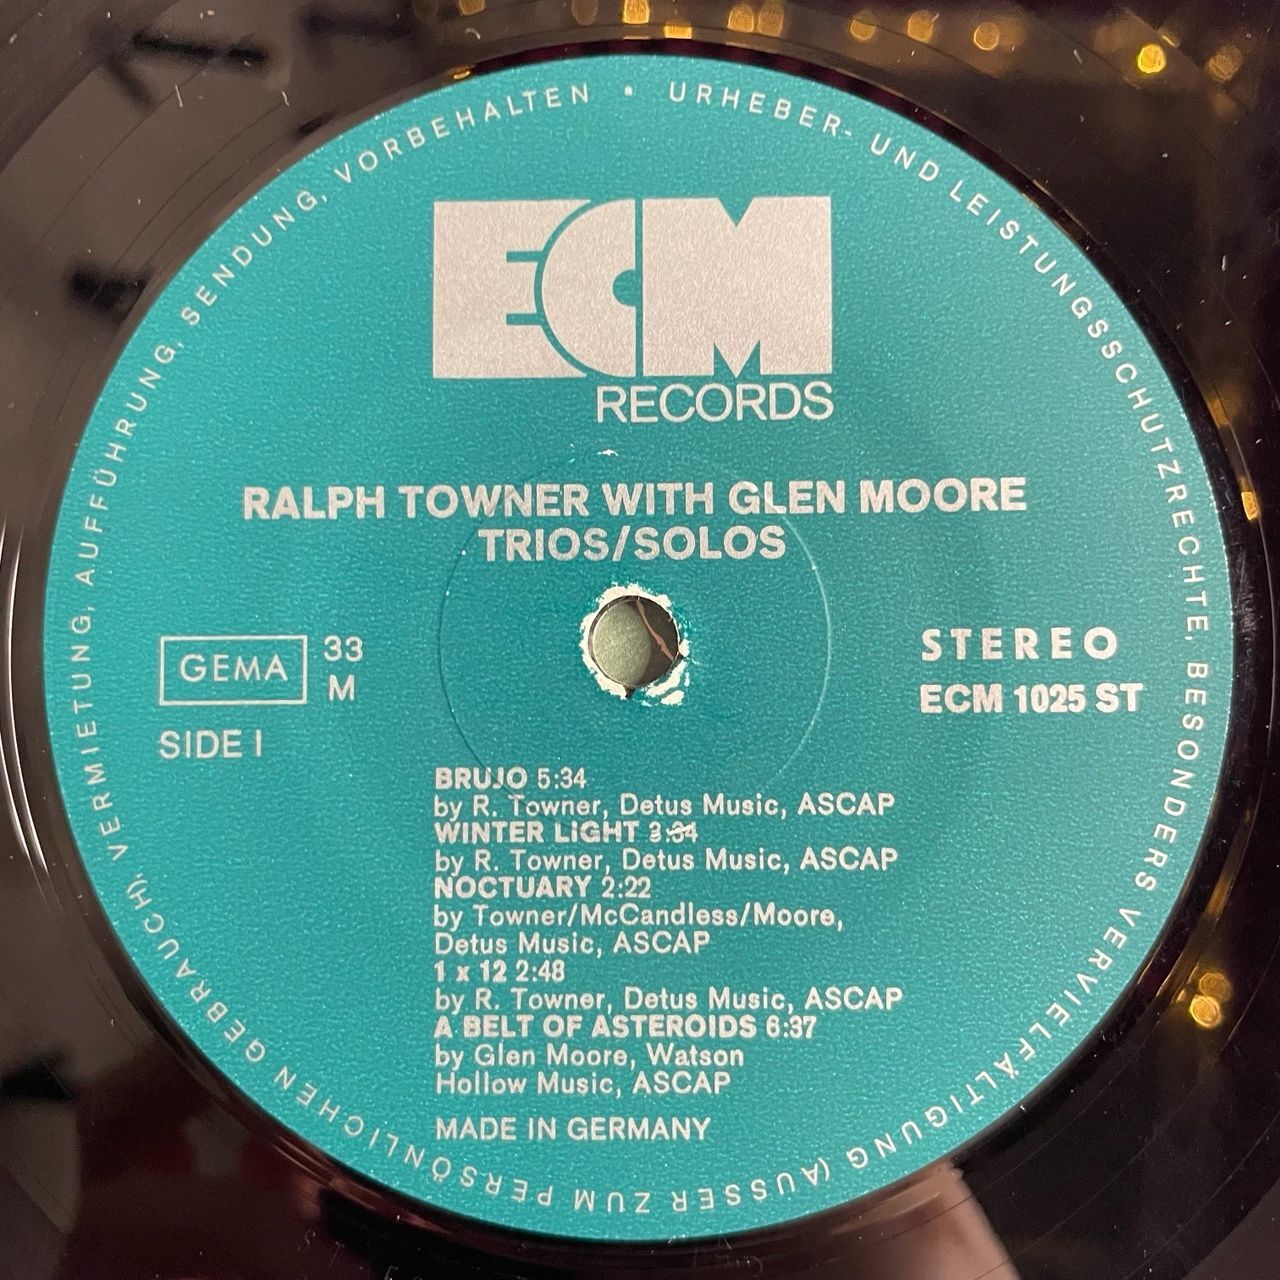 URHEBER- UND LEISTUNGSSCHUTZRECHTE, BESONDERS VERVIELFÄLTIGUNG (AUSSER ZUM PERSÖNLICHEN GEBRAUCH), VERMIETUNG, AUFFÜHRUNG, SENDUNG, VORBEHALTEN •
ECM
RECORDS
RALPH TOWNER WITH GLEN MOORE
TRIOS/SOLOS
GEMA
33
M
SIDE I
STEREO
ECM 1025 ST
BRUJO 5:34
by R. Towner, Detus Music, ASCAP
WINTER LIGHT 3:34
by R. Towner, Detus Music, ASCAP
NOCTUARY 2:22
by Towner/McCandless/Moore,
Detus Music, ASCAP
1 x 12 2:48
by R. Towner, Detus Music, ASCAP
A BELT OF ASTEROIDS 6:37
by Glen Moore, Watson
Hollow Music, ASCAP
MADE IN GERMANY